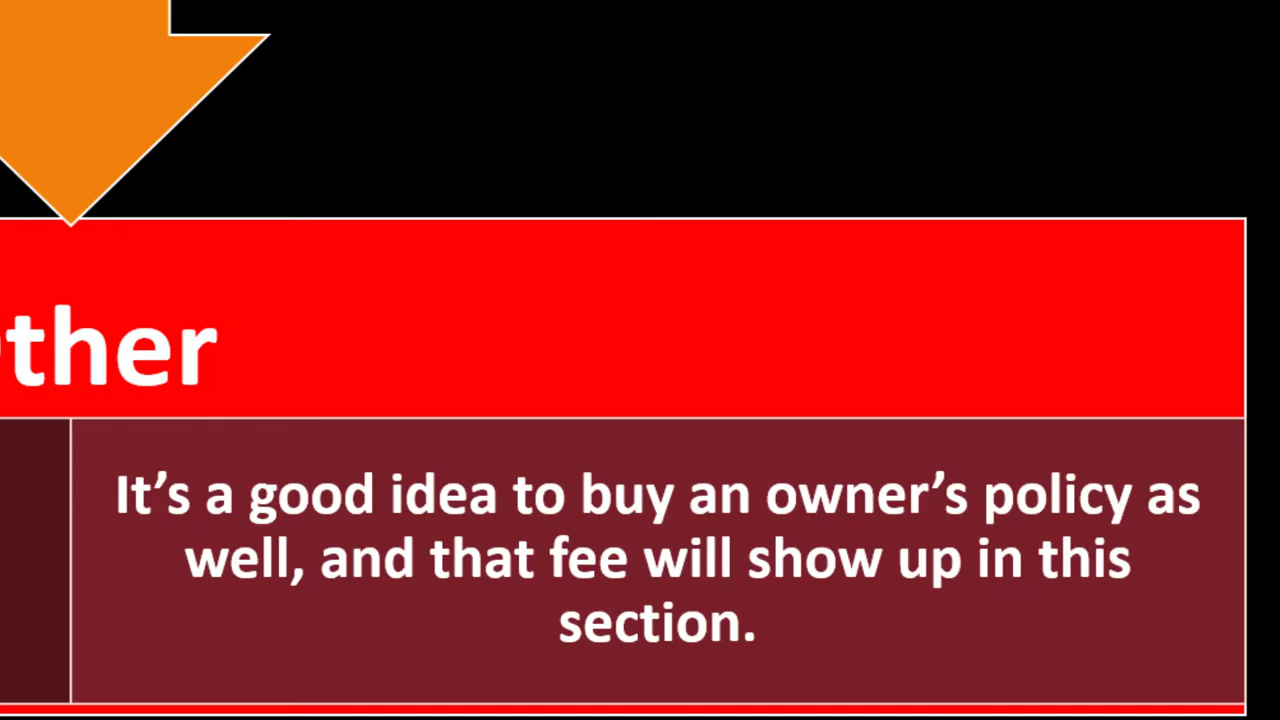 ther
It’s a good idea to buy an owner’s policy as
well, and that fee will show up in this
section.